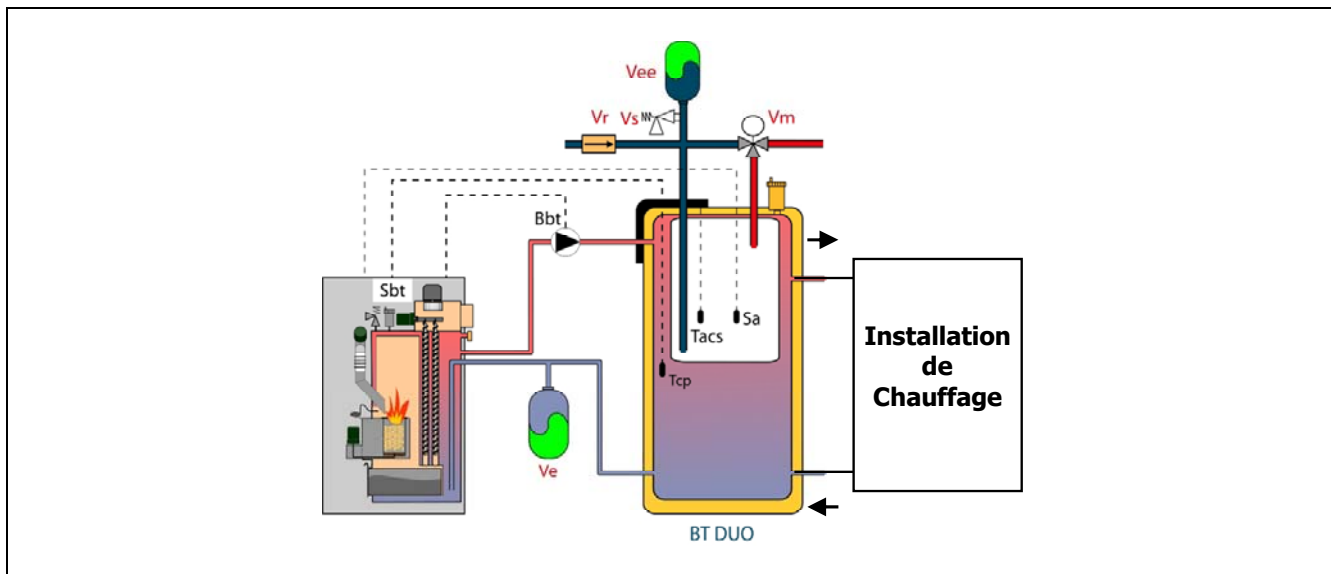 Vee
Vr
Vs
Vm
Bbt
Sbt
Tacs
Sa
Tcp
Ve
Installation
de
Chauffage
BT DUO